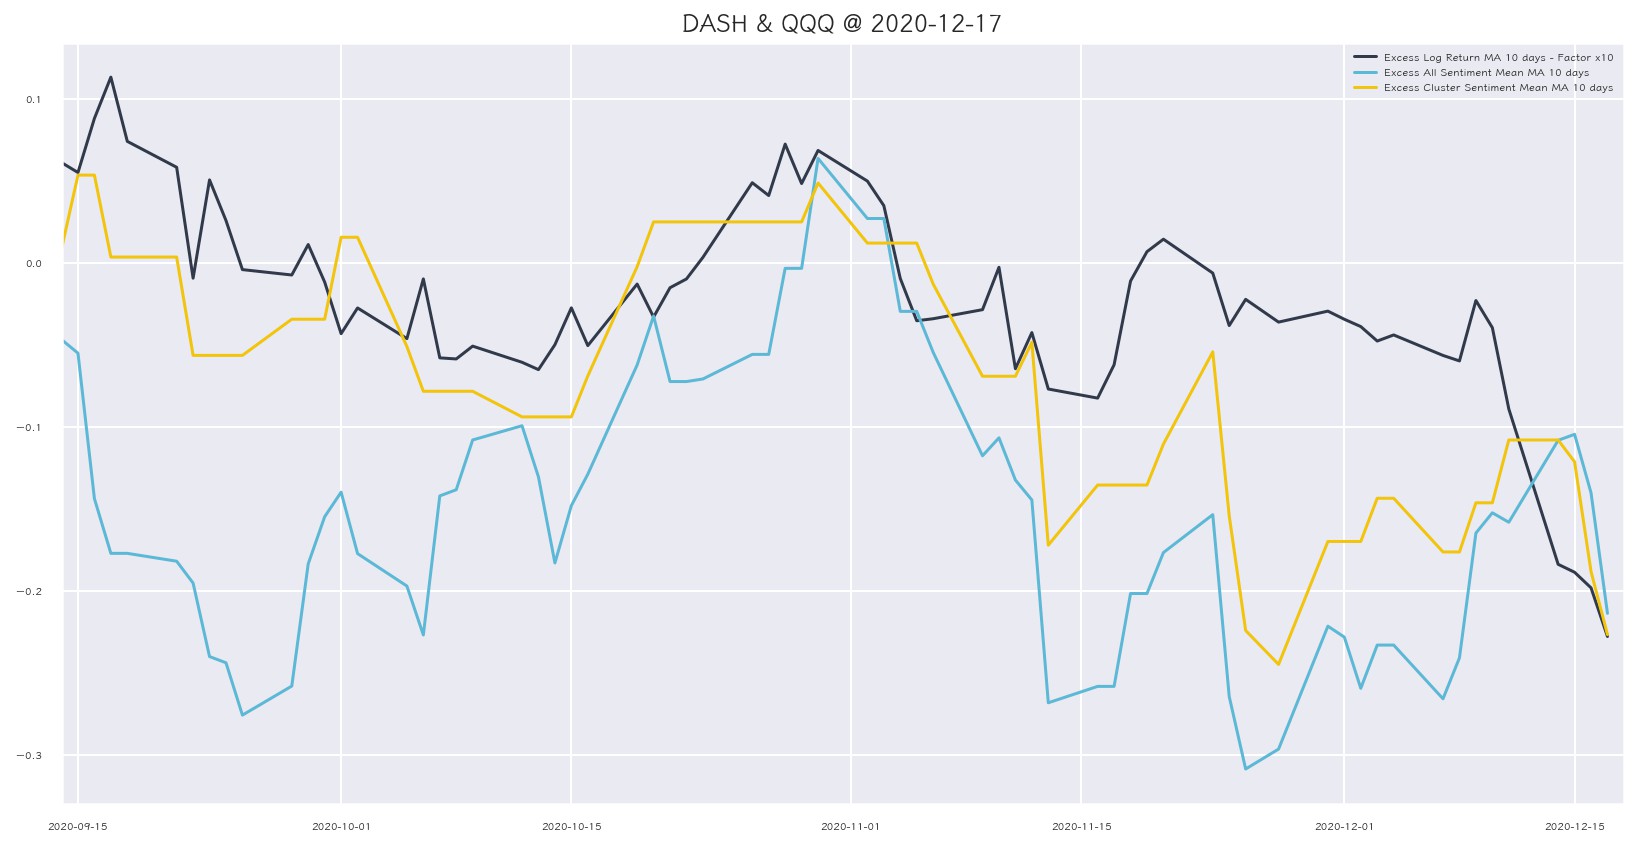 DASH & QQQ @ 2020-12-17
Excess Log Return MA 10 days - Factor x10
Excess All Sentiment Mean MA 10 days
Excess Cluster Sentiment Mean MA 10 days
0.1
0.0
−0.1
−0.2
−0.3
2020-09-15 2020-10-01 2020-10-15 2020-11-01 2020-11-15 2020-12-01 2020-12-15